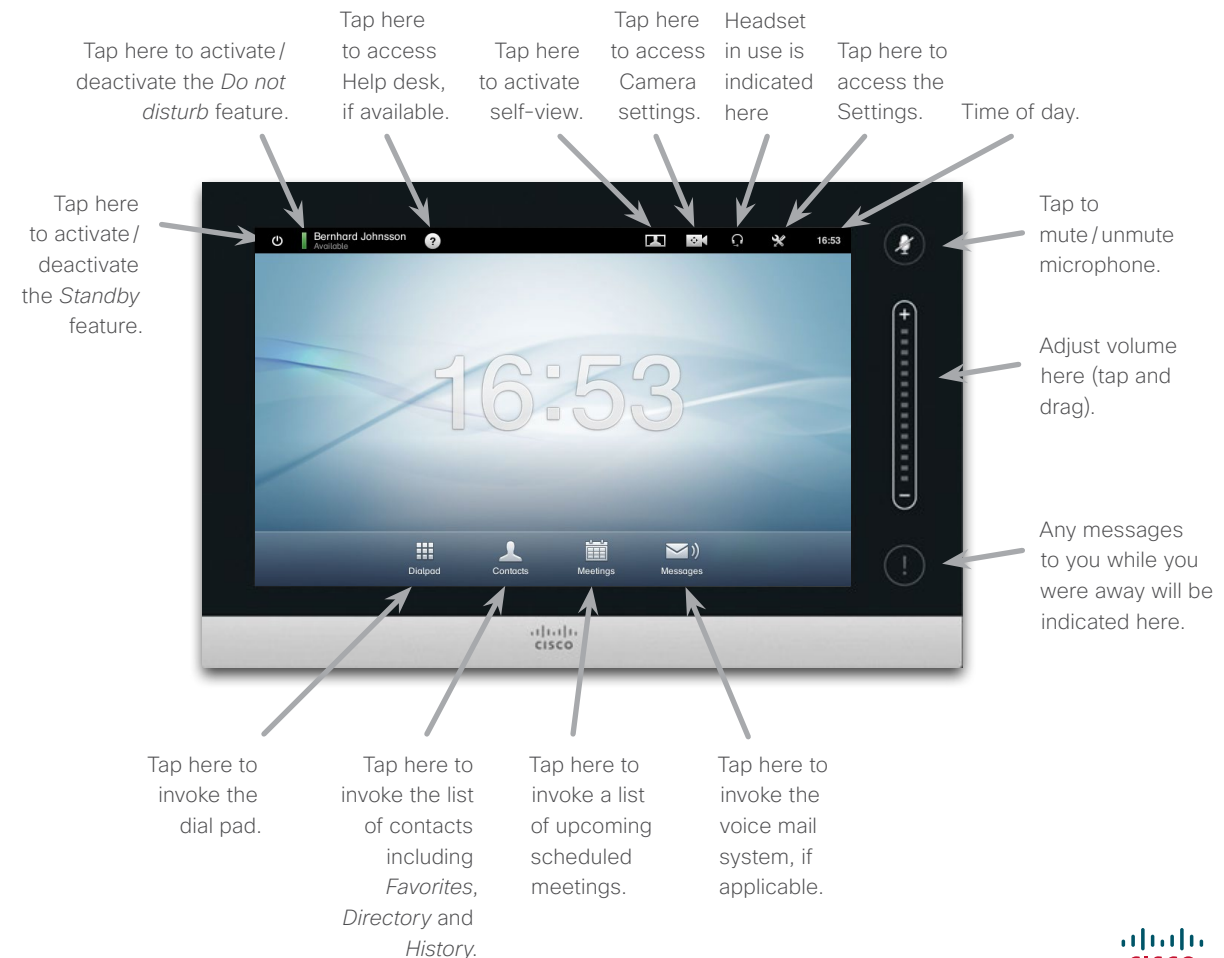 Tap here to activate/
deactivate the Do not
disturb feature.
Tap here
to access
Help desk,
if available.
Tap here
to activate
self-view.
Tap here
to access
Camera
settings.
Headset
in use is
indicated
here
Tap here to
access the
Settings.
Time of day.
Tap here
to activate/
deactivate
the Standby
feature.
Bernhard Johnsson
Available
?
16:53
16:53
Dialpad
Contacts
Meetings
Messages
+
−
!
CISCO
Tap to
mute/unmute
microphone.
Adjust volume
here (tap and
drag).
Any messages
to you while you
were away will be
indicated here.
Tap here to
invoke the
dial pad.
Tap here to
invoke the list
of contacts
including
Favorites,
Directory and
History.
Tap here to
invoke a list
of upcoming
scheduled
meetings.
Tap here to
invoke the
voice mail
system, if
applicable.
CISCO